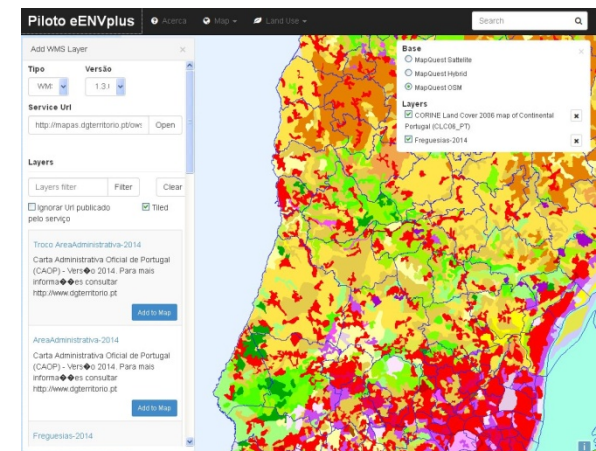 Piloto eENVplus
Acerca
Map
Land Use
Search
Add WMS Layer
×
Tipo Versão
WM: 1.3.
Service Url
http://mapas.dgterritorio.pt/ows Open
Layers
Layers filter Filter Clear
Ignorar Url publicado pelo serviço
Tiled
Troco AreaAdministrativa-2014
Carta Administrativa Oficial de Portugal
(CAOP) - Vers�o 2014. Para mais
informa��es consultar
http://www.dgterritorio.pt
Add to Map
AreaAdministrativa-2014
Carta Administrativa Oficial de Portugal
(CAOP) - Vers�o 2014. Para mais
informa��es consultar
http://www.dgterritorio.pt
Add to Map
Freguesias-2014
Base
×
MapQuest Sattelite
MapQuest Hybrid
MapQuest OSM
Layers
CORINE Land Cover 2006 map of Continental
Portugal (CLC06_PT)
Freguesias-2014
i